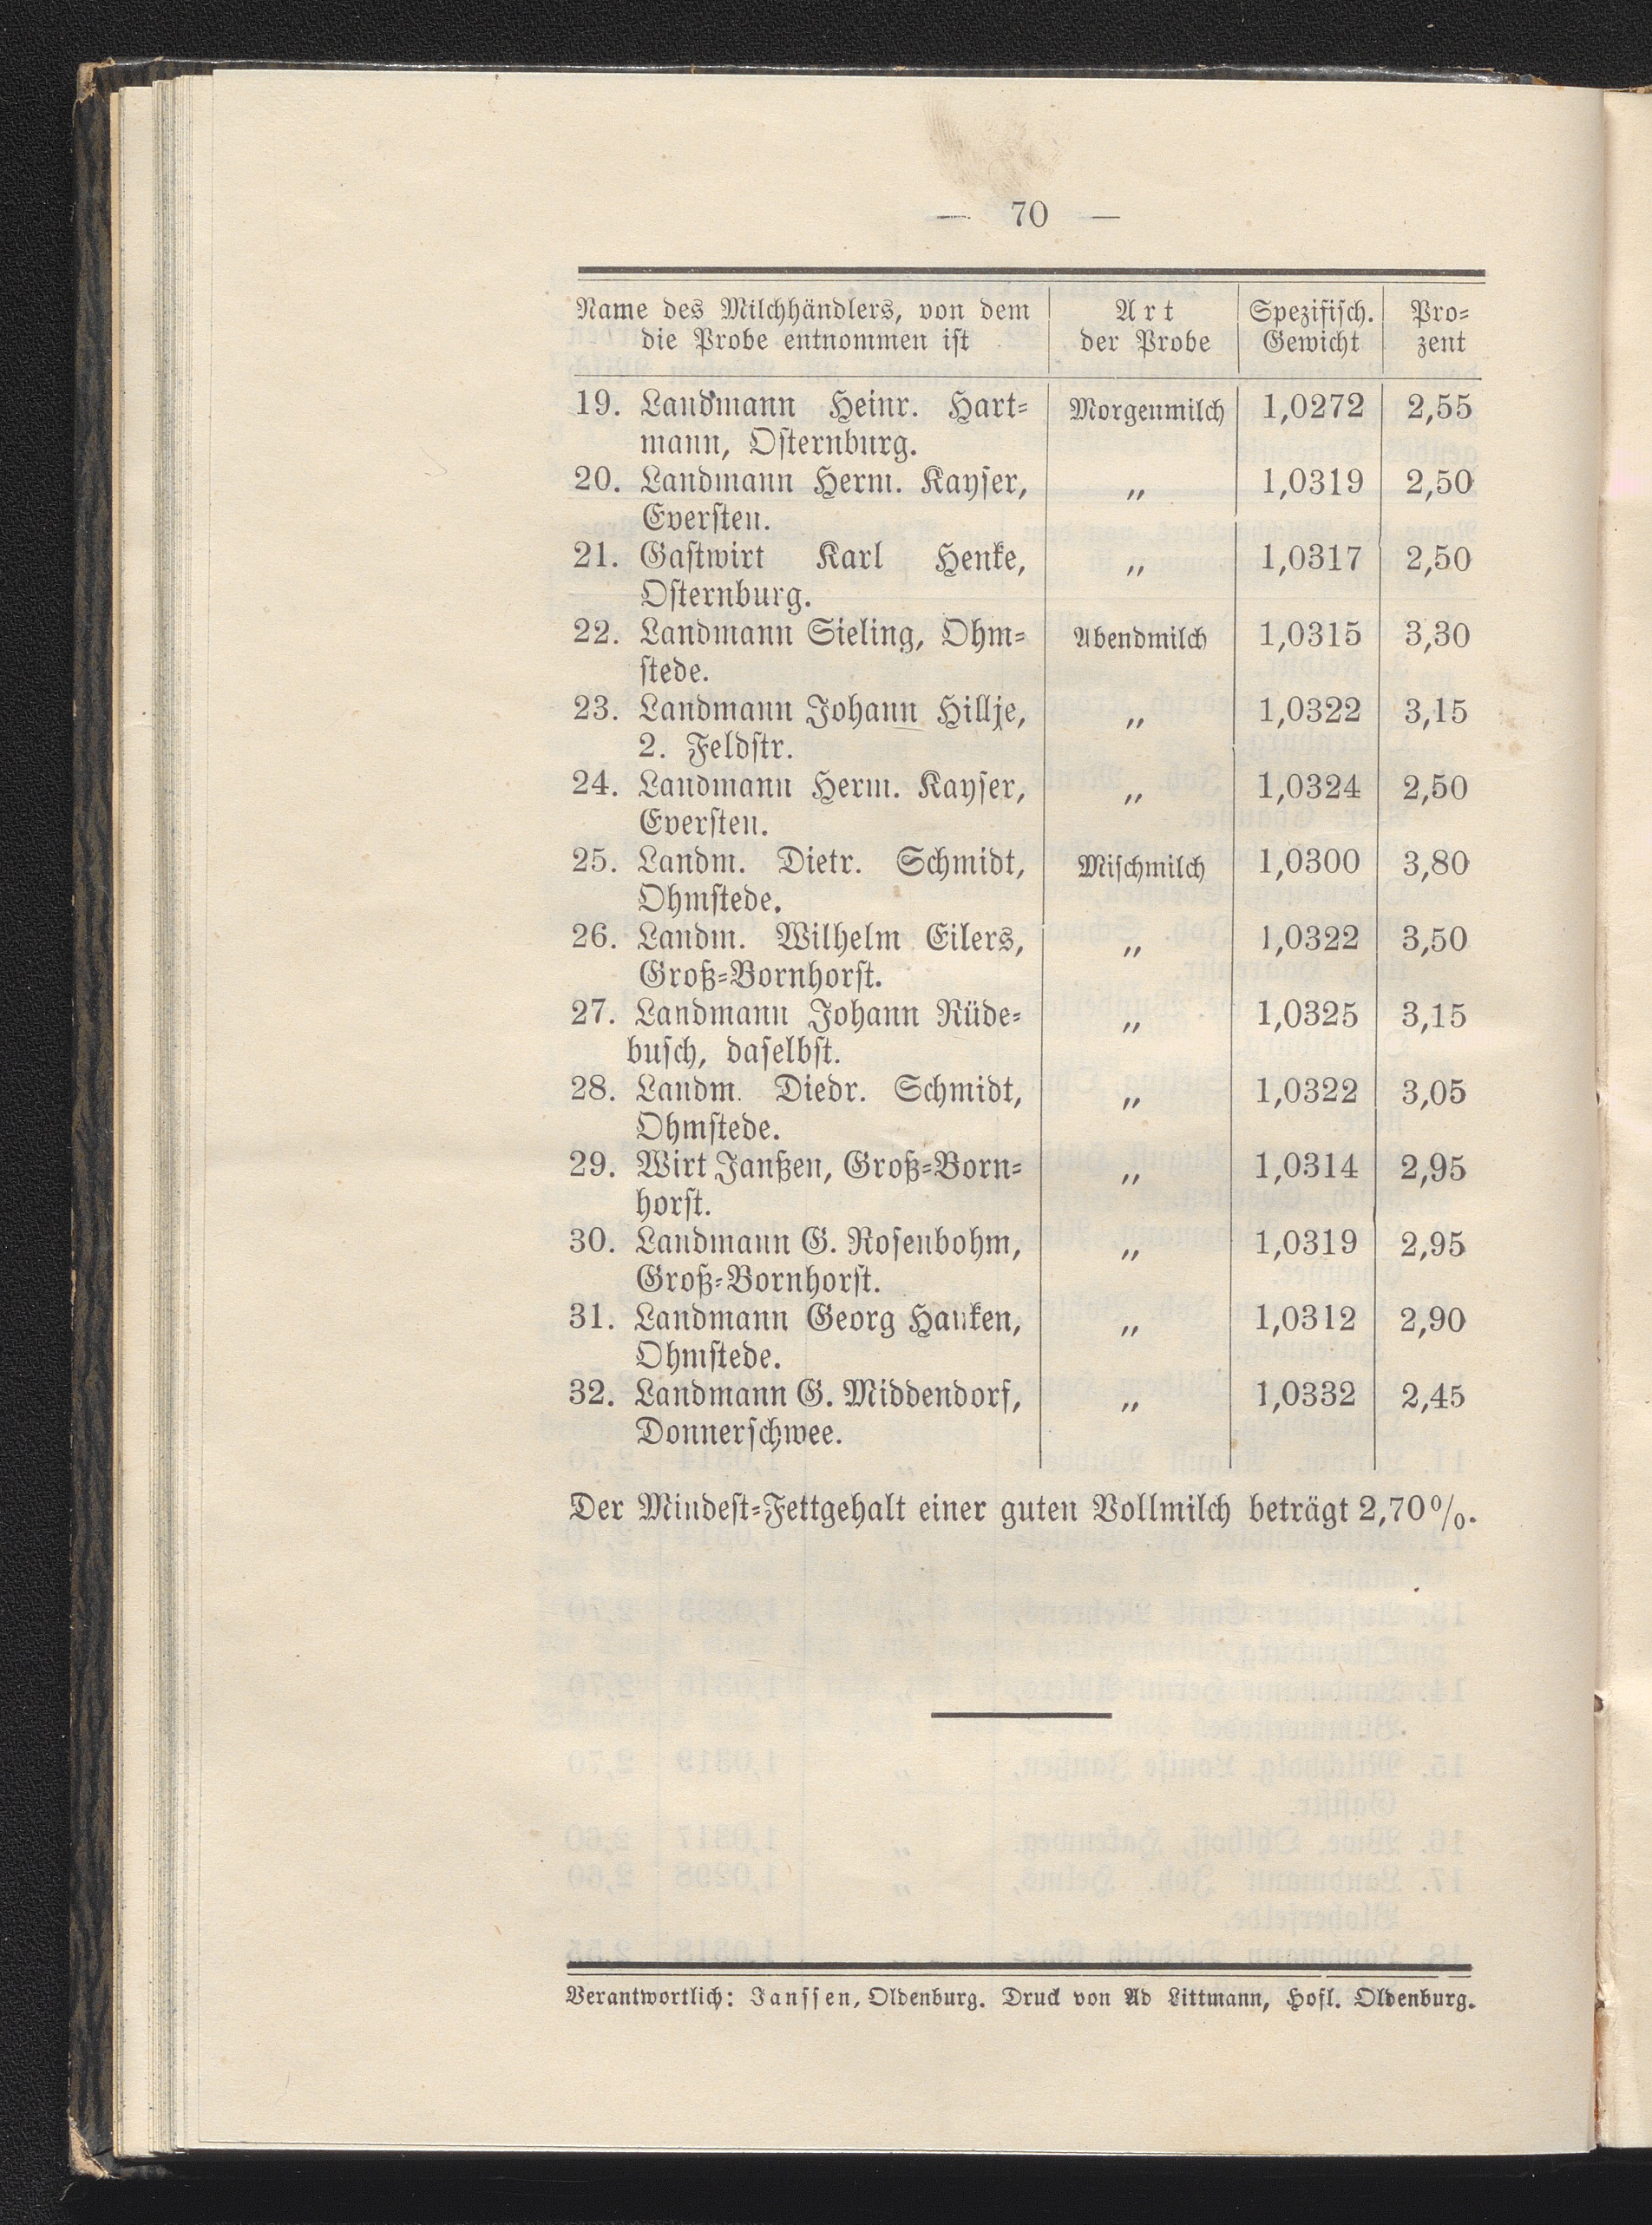 — 70 —
Name des Milchhändlers, von dem die Probe entnommen ist | Art der Probe | Spezifisch. Gewicht | Pro- zent
19. Landmann Heinr. Hart- | Morgenmilch | 1,0272 | 2,55
mann, Osternburg.
20. Landmann Herm. Kayser, | „ | 1,0319 | 2,50
Eversten.
21. Gastwirt Karl Henke, | „ | 1,0317 | 2,50
Osternburg.
22. Landmann Sieling, Ohm- | Abendmilch | 1,0315 | 3,30
stede.
23. Landmann Johann Hillje, | „ | 1,0322 | 3,15
2. Feldstr.
24. Landmann Herm. Kayser, | „ | 1,0324 | 2,50
Eversten.
25. Landm. Dietr. Schmidt, | Mischmilch | 1,0300 | 3,80
Ohmstede.
26. Landm. Wilhelm Eilers, | „ | 1,0322 | 3,50
Groß-Bornhorst.
27. Landmann Johann Rüde- | „ | 1,0325 | 3,15
busch, daselbst.
28. Landm. Diedr. Schmidt, | „ | 1,0322 | 3,05
Ohmstede.
29. Wirt Janßen, Groß-Born- | „ | 1,0314 | 2,95
horst.
30. Landmann G. Rosenbohm, | „ | 1,0319 | 2,95
Groß-Bornhorst.
31. Landmann Georg Hanken, | „ | 1,0312 | 2,90
Ohmstede.
32. Landmann G. Middendorf, | „ | 1,0332 | 2,45
Donnerschwee.
Der Mindest-Fettgehalt einer guten Vollmilch beträgt 2,70%.
Verantwortlich: Janssen, Oldenburg. Druck von Ad Littmann, Hofl. Oldenburg.